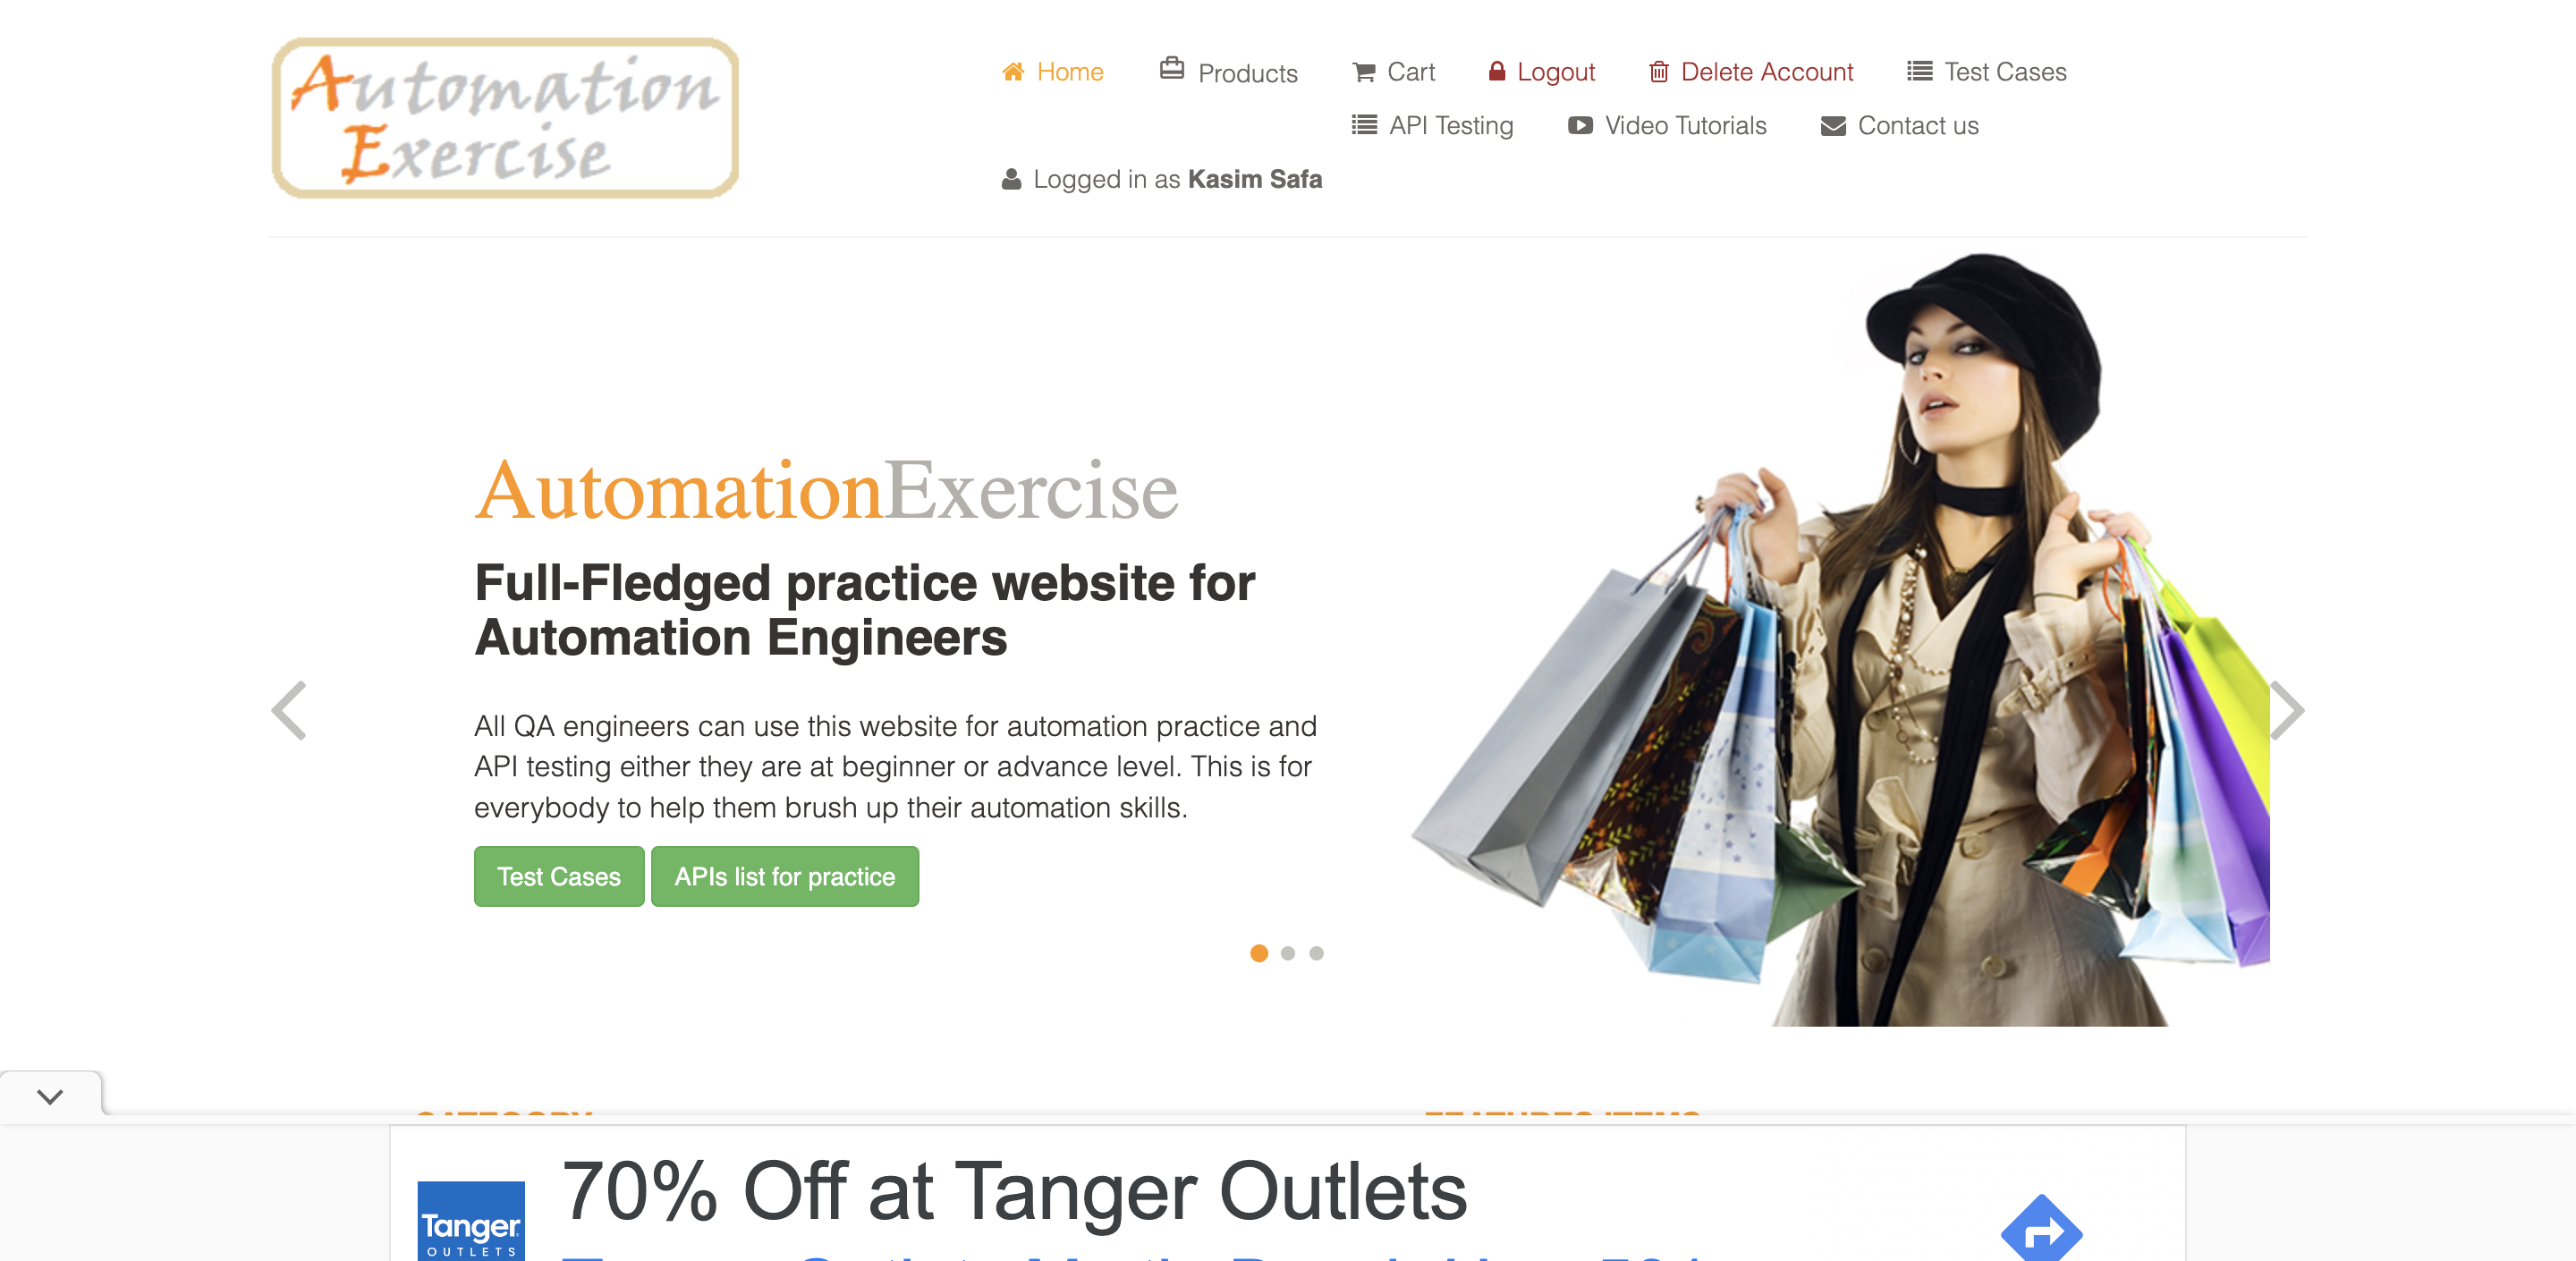 Automation
Exercise
Home Products Cart Logout Delete Account Test Cases
API Testing Video Tutorials Contact us
Logged in as Kasim Safa
AutomationExercise
Full-Fledged practice website for
Automation Engineers
All QA engineers can use this website for automation practice and
API testing either they are at beginner or advance level. This is for
everybody to help them brush up their automation skills.
Test Cases APIs list for practice
70% Off at Tanger Outlets
Tanger
OUTLETS